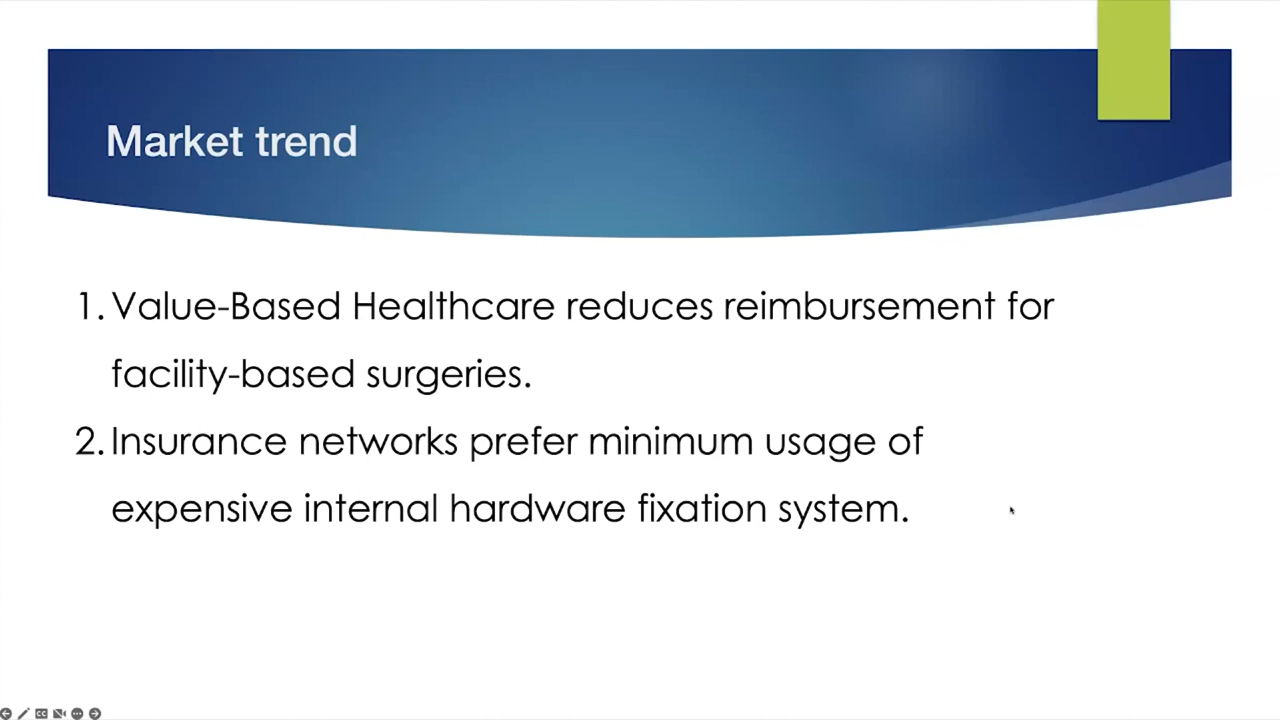 Market trend
1. Value-Based Healthcare reduces reimbursement for
facility-based surgeries.
2. Insurance networks prefer minimum usage of
expensive internal hardware fixation system.